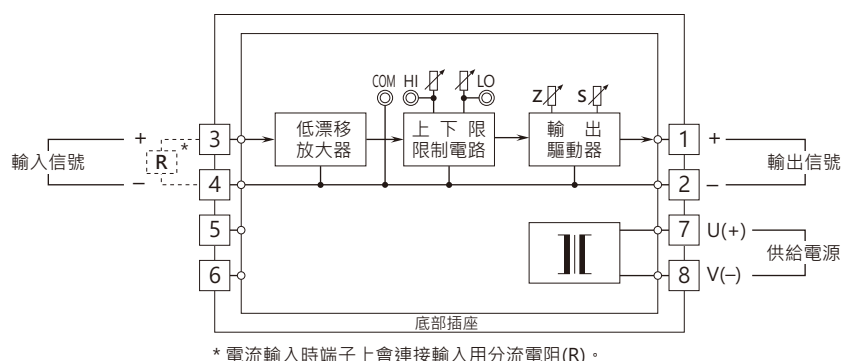 COM HI LO
Z S
輸入信號
+
–
R
*
3
4
5
6
低漂移
放大器
上下限
限制電路
輸出
驅動器
1
2
7
8
+
–
U(+)
V(–)
輸出信號
供給電源
底部插座
* 電流輸入時端子上會連接輸入用分流電阻(R)。